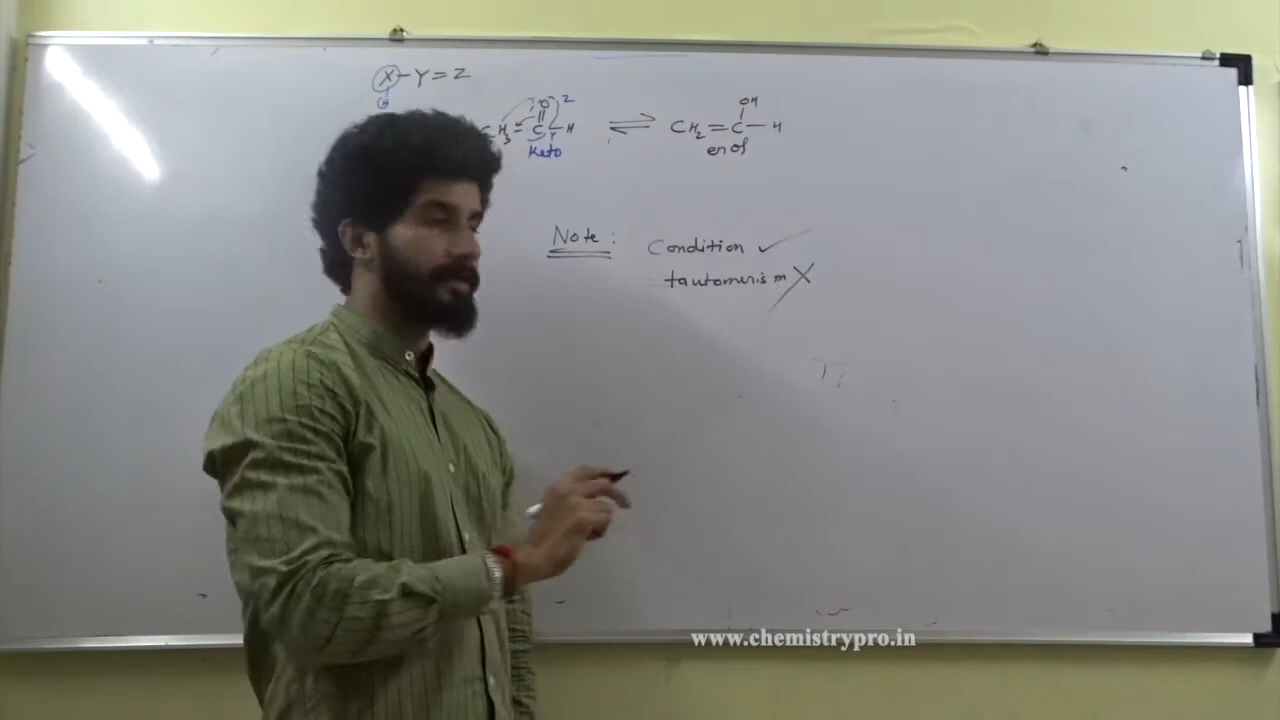 X-Y=Z
H
O Z
CH3 C-H ⇌ CH2=C-H
Y OH
Keto enol
Note : Condition ✓
tautomerism X
www.chemistrypro.in